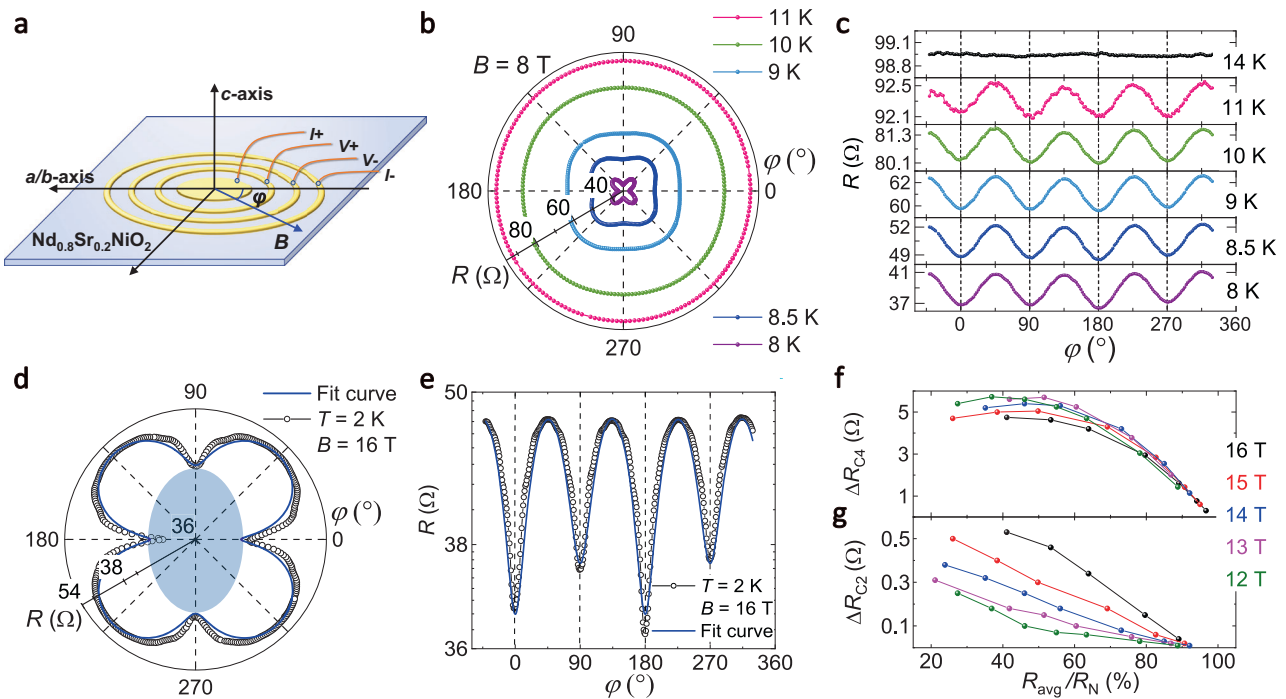 a
c-axis
I+
V+
V-
I-
a/b-axis
φ
B
Nd0.8Sr0.2NiO2
b
11 K
10 K
9 K
B = 8 T
90
φ (°)
180
0
40
60
80
R (Ω)
270
8.5 K
8 K
c
99.1
98.8
14 K
92.5
92.1
11 K
81.3
80.1
10 K
62
60
9 K
52
49
8.5 K
41
37
8 K
R (Ω)
0 90 180 270 360
φ (°)
d
90
Fit curve
T = 2 K
B = 16 T
φ (°)
180
0
36
38
54
R (Ω)
270
e
50
38
36
R (Ω)
T = 2 K
B = 16 T
Fit curve
0 90 180 270 360
φ (°)
f
5
3
1
ΔRC4 (Ω)
16 T
15 T
14 T
13 T
12 T
g
0.5
0.3
0.1
ΔRC2 (Ω)
20 40 60 80 100
Ravg/RN (%)